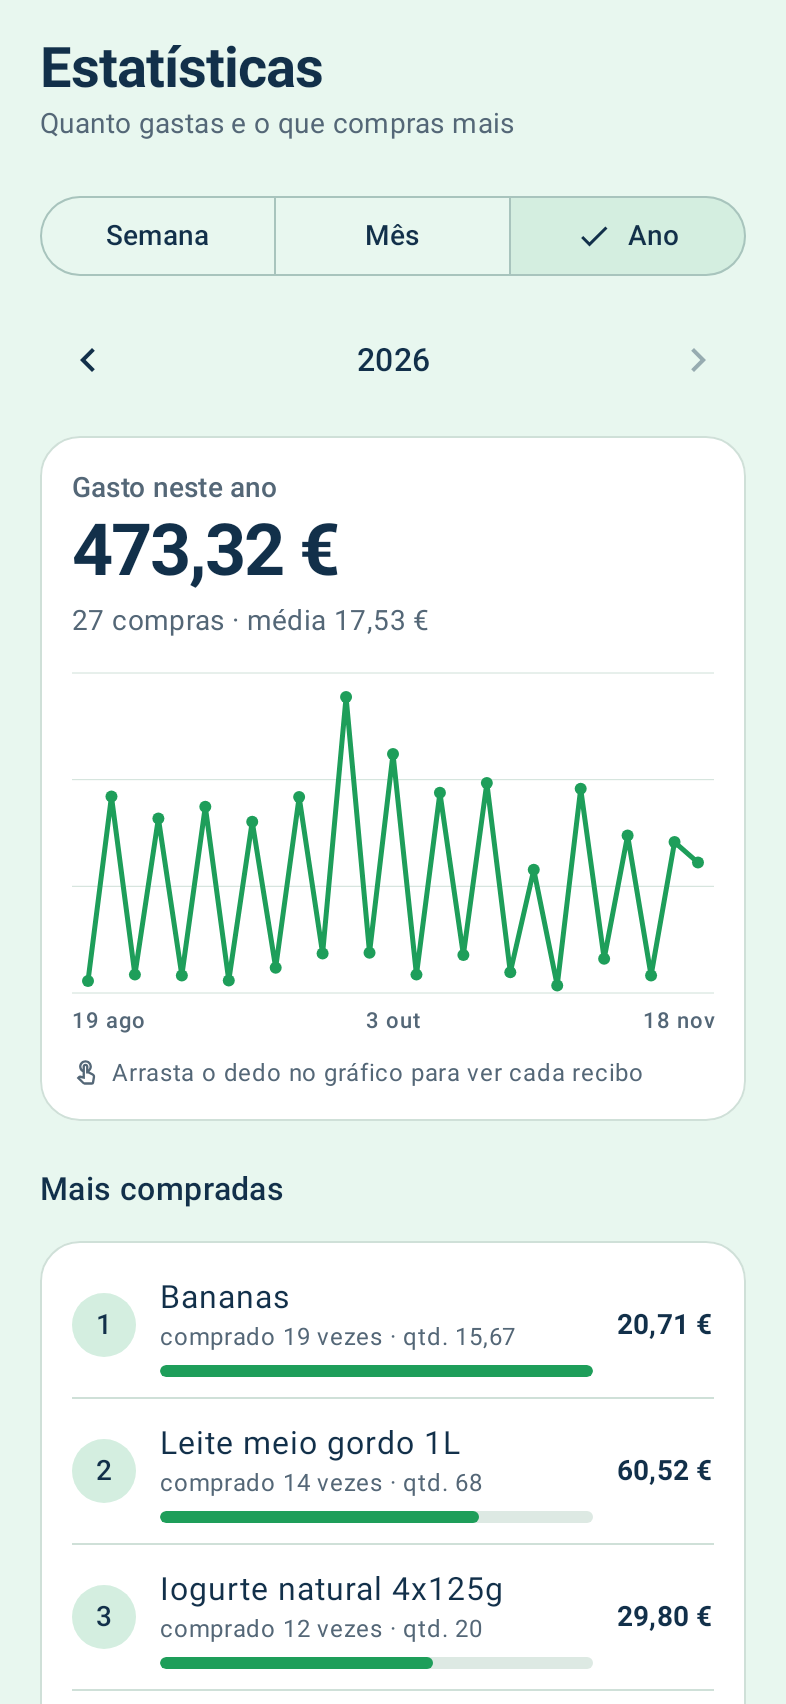 Estatísticas
Quanto gastas e o que compras mais
Semana
Mês
Ano
2026
Gasto neste ano
473,32 €
27 compras · média 17,53 €
19 ago
3 out
18 nov
Arrasta o dedo no gráfico para ver cada recibo
Mais compradas
1
Bananas
comprado 19 vezes · qtd. 15,67
20,71 €
2
Leite meio gordo 1L
comprado 14 vezes · qtd. 68
60,52 €
3
Iogurte natural 4x125g
comprado 12 vezes · qtd. 20
29,80 €